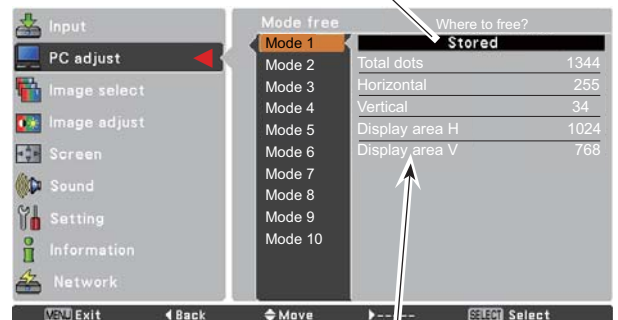 Input
PC adjust
Image select
Image adjust
Screen
Sound
Setting
Information
Network
Mode free
Where to free?
Mode 1
Mode 2
Mode 3
Mode 4
Mode 5
Mode 6
Mode 7
Mode 8
Mode 9
Mode 10
Stored
Total dots 1344
Horizontal 255
Vertical 34
Display area H 1024
Display area V 768
MENU Exit Back Move ----- SELECT Select